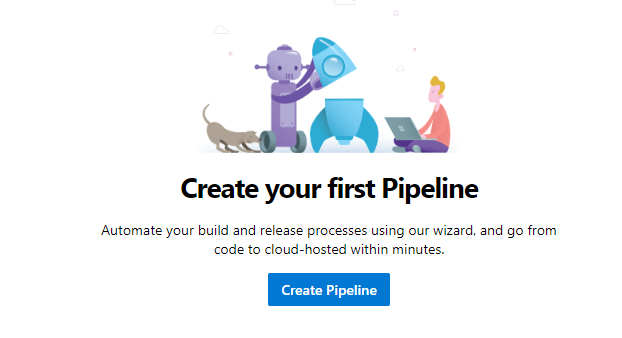 Create your first Pipeline
Automate your build and release processes using our wizard, and go from
code to cloud-hosted within minutes.
Create Pipeline